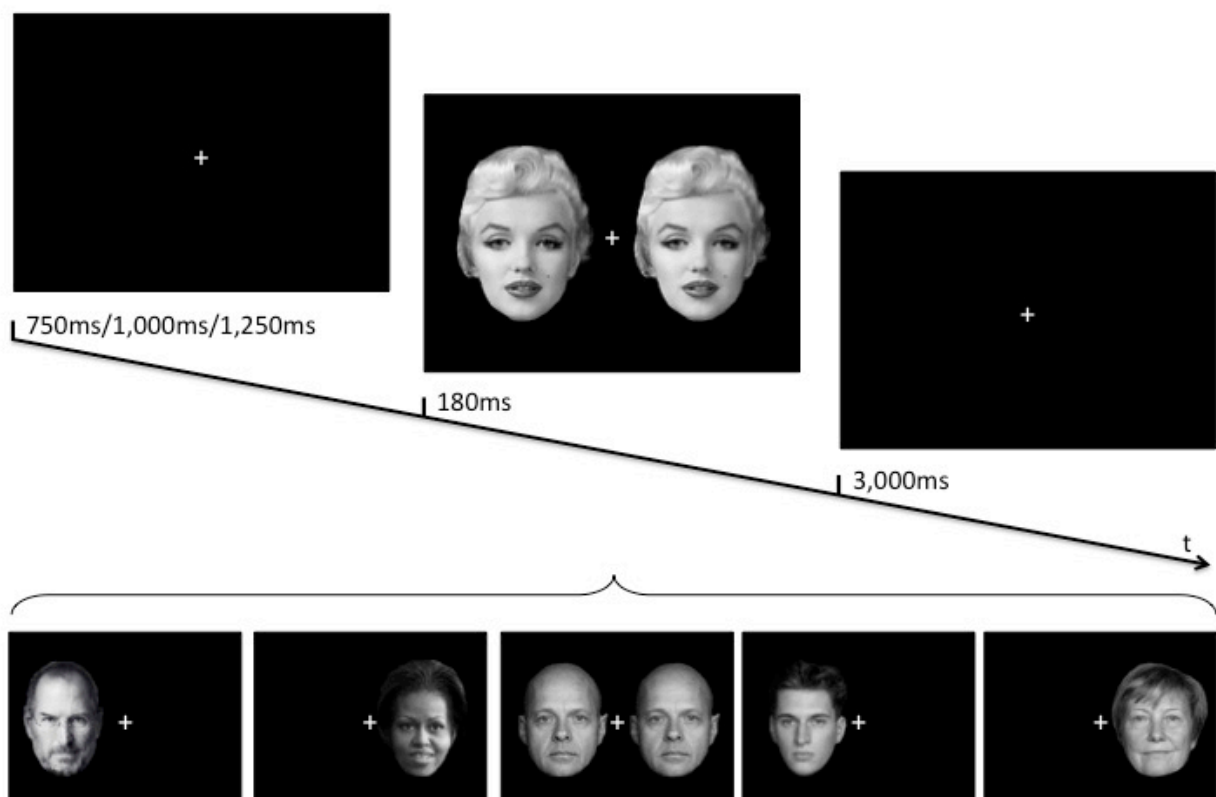 +
+
+
750ms/1,000ms/1,250ms
180ms
3,000ms
t
+
+
+
+
+